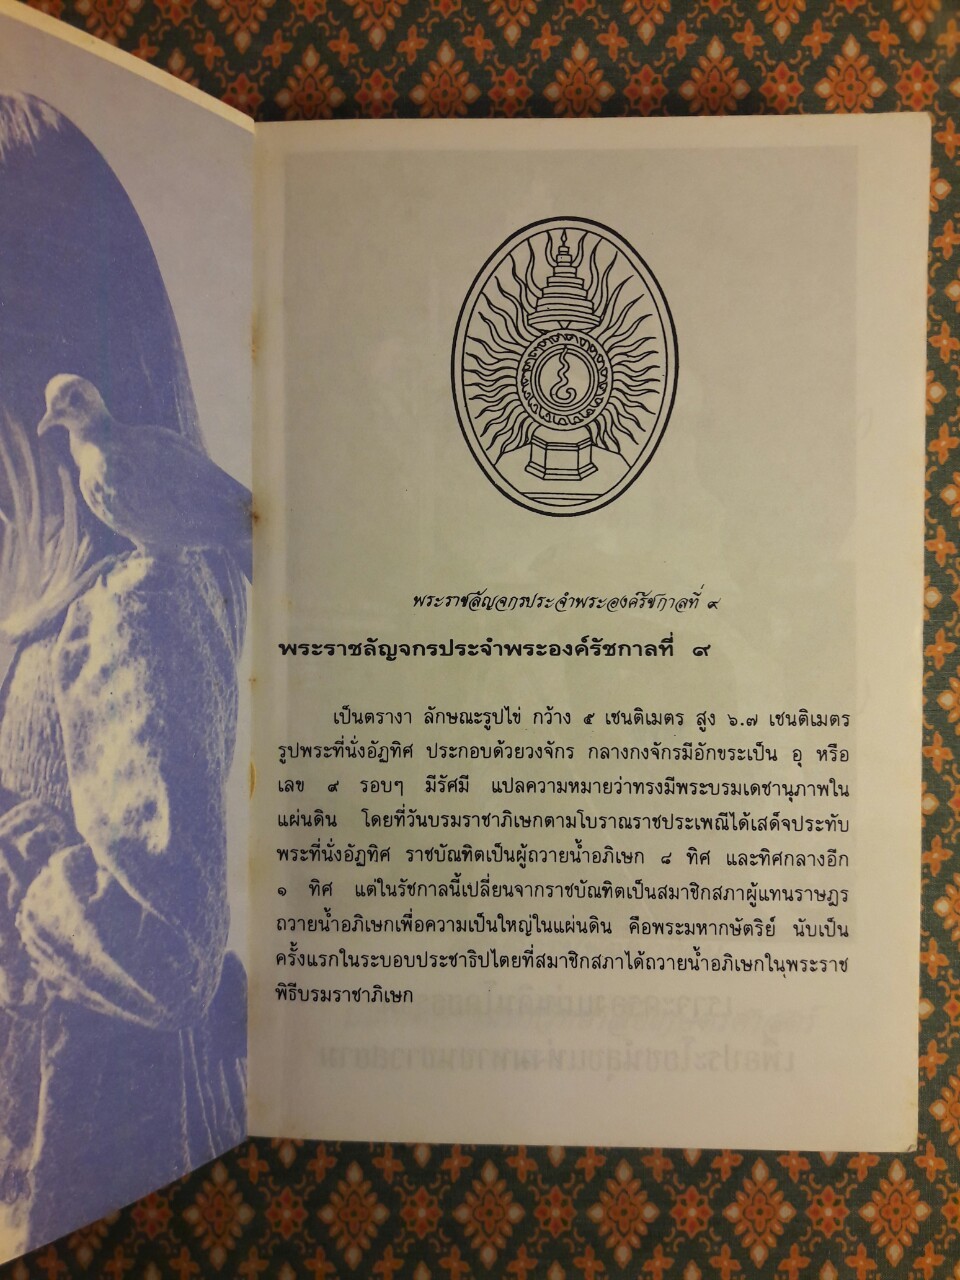 พระราชลัญจกรประจำพระองค์รัชกาลที่ ๙
พระราชลัญจกรประจำพระองค์รัชกาลที่ ๙
เป็นตรางา ลักษณะรูปไข่ กว้าง ๕ เซนติเมตร สูง ๖.๗ เซนติเมตร
รูปพระที่นั่งอัฏทิศ ประกอบด้วยวงจักร กลางกงจักรมีอักขระเป็น อุ หรือ
เลข ๙ รอบๆ มีรัศมี แปลความหมายว่าทรงมีพระบรมเดชานุภาพใน
แผ่นดิน โดยที่วันบรมราชาภิเษกตามโบราณราชประเพณีได้เสด็จประทับ
พระที่นั่งอัฏทิศ ราชบัณฑิตเป็นผู้ถวายน้ำอภิเษก ๘ ทิศ และทิศกลางอีก
๑ ทิศ แต่ในรัชกาลนี้เปลี่ยนจากราชบัณฑิตเป็นสมาชิกสภาผู้แทนราษฎร
ถวายน้ำอภิเษกเพื่อความเป็นใหญ่ในแผ่นดิน คือพระมหากษัตริย์ นับเป็น
ครั้งแรกในระบอบประชาธิปไตยที่สมาชิกสภาได้ถวายน้ำอภิเษกในพระราช
พิธีบรมราชาภิเษก